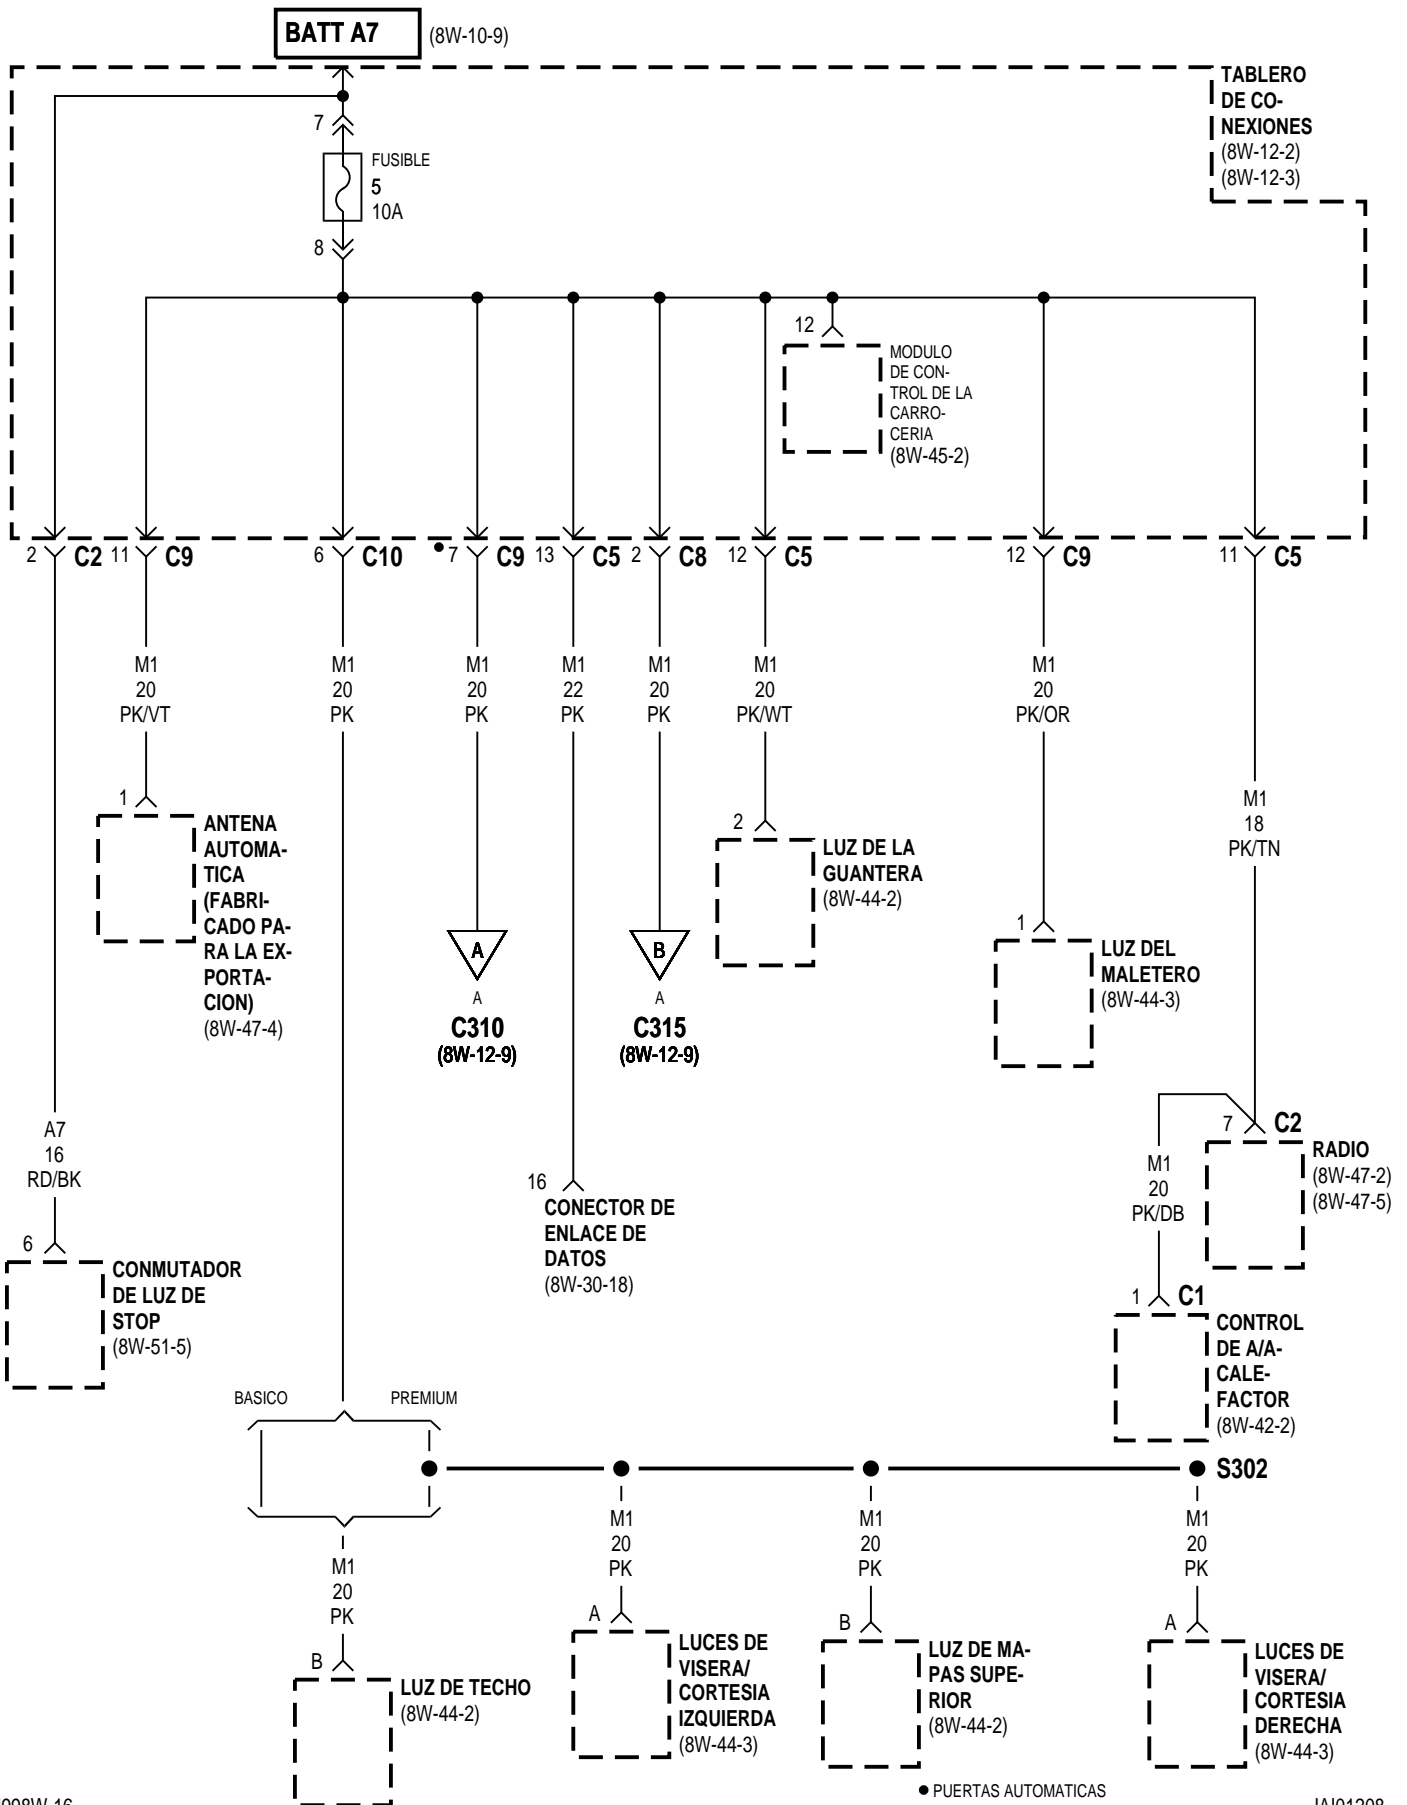 BATT A7 (8W-10-9)
TABLERO
DE CO-
NEXIONES
(8W-12-2)
(8W-12-3)
7
FUSIBLE
5
10A
8
12
MODULO
DE CON-
TROL DE LA
CARRO-
CERIA
(8W-45-2)
2 C2 11 C9 6 C10 ● 7 C9 13 C5 2 C8 12 C5 12 C9 11 C5
M1 M1 M1 M1 M1 M1 M1
20 20 20 22 20 20 20
PK/VT PK PK PK PK PK/WT PK/OR
M1
18
PK/TN
1
ANTENA
AUTOMA-
TICA
(FABRI-
CADO PA-
RA LA EX-
PORTA-
CION)
(8W-47-4)
A
A
C310
(8W-12-9)
B
A
C315
(8W-12-9)
2
LUZ DE LA
GUANTERA
(8W-44-2)
1
LUZ DEL
MALETERO
(8W-44-3)
A7
16
RD/BK
6
CONMUTADOR
DE LUZ DE
STOP
(8W-51-5)
16
CONECTOR DE
ENLACE DE
DATOS
(8W-30-18)
7 C2
RADIO
(8W-47-2)
(8W-47-5)
M1
20
PK/DB
1 C1
CONTROL
DE A/A-
CALE-
FACTOR
(8W-42-2)
BASICO PREMIUM
S302
M1
20
PK
B
LUZ DE TECHO
(8W-44-2)
M1
20
PK
A
LUCES DE
VISERA/
CORTESIA
IZQUIERDA
(8W-44-3)
M1
20
PK
B
LUZ DE MA-
PAS SUPE-
RIOR
(8W-44-2)
M1
20
PK
A
LUCES DE
VISERA/
CORTESIA
DERECHA
(8W-44-3)
● PUERTAS AUTOMATICAS